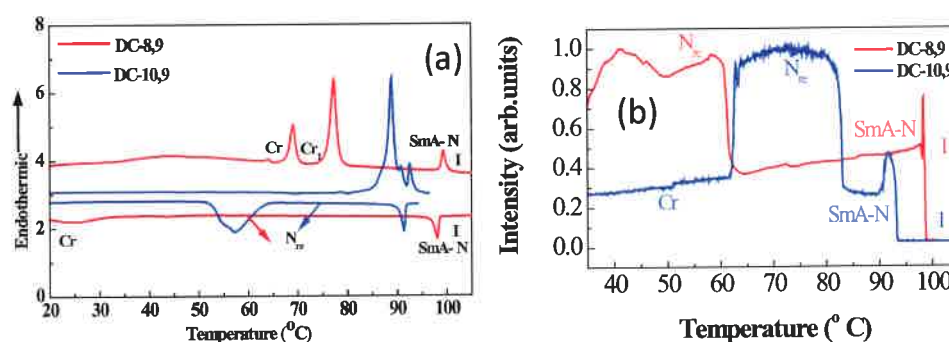 8
6
4
2
0
Endothermic
DC-8,9
DC-10,9
(a)
Cr
Cr₁
SmA-N
I
Cr
Nre
I
SmA- N
20 30 40 50 60 70 80 90 100
Temperature (°C)
1.0
0.8
0.6
0.4
0.2
0.0
Intensity (arb.units)
DC-8,9
DC-10,9
(b)
Nre
Nre
SmA-N
I
Cr
SmA-N
I
40 50 60 70 80 90 100
Temperature (° C)